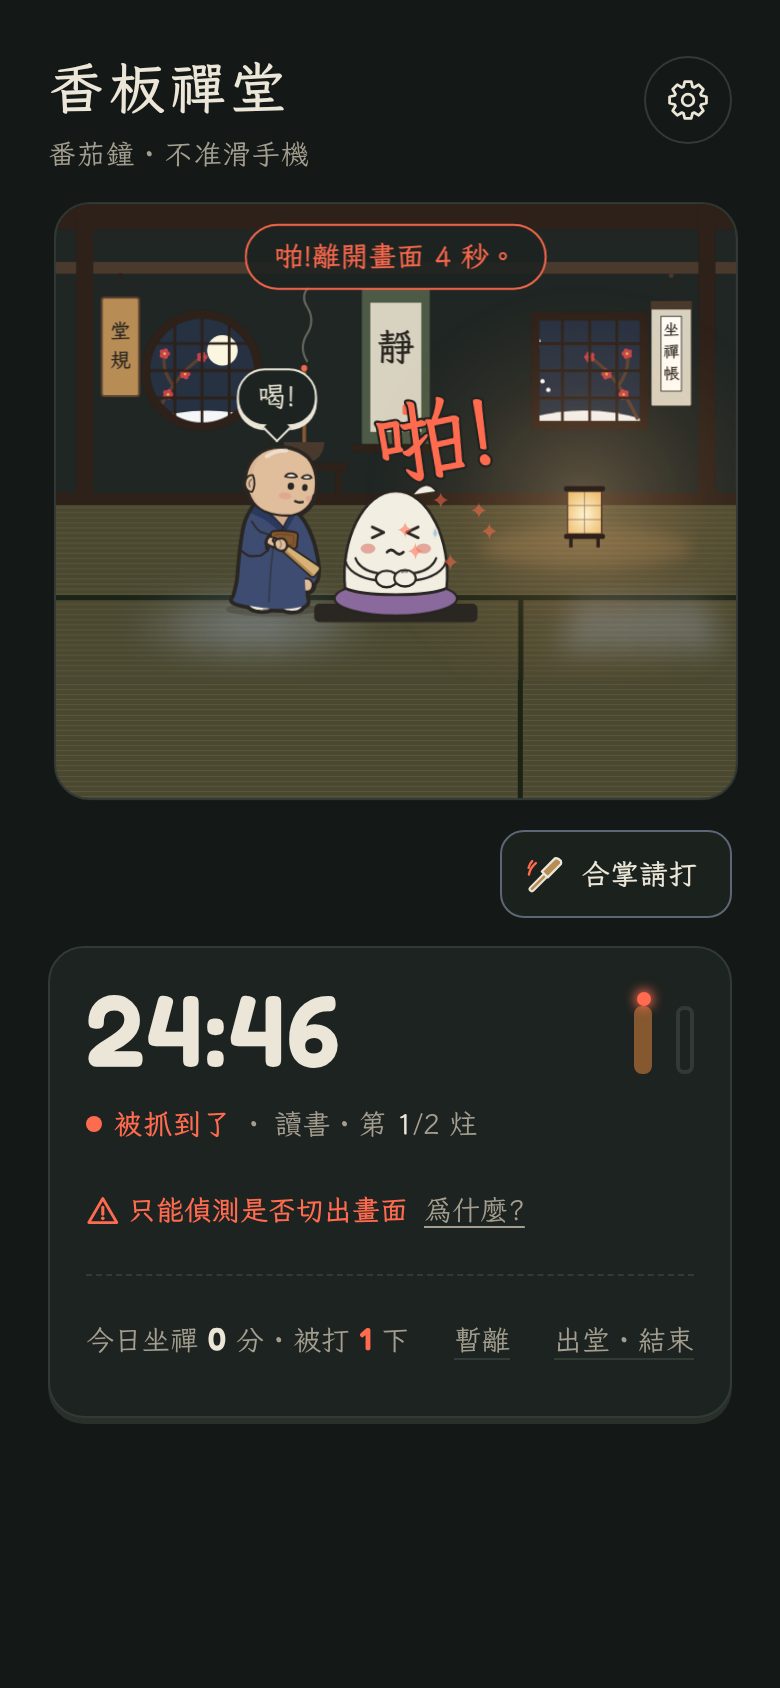 香板禪堂
番茄鐘・不准滑手機
啪!離開畫面 4 秒。
堂規
靜
坐禪帳
喝!
啪!
合掌請打
24:46
被抓到了 ・ 讀書・第 1/2 炷
只能偵測是否切出畫面 為什麼?
今日坐禪 0 分・被打 1 下 暫離 出堂・結束